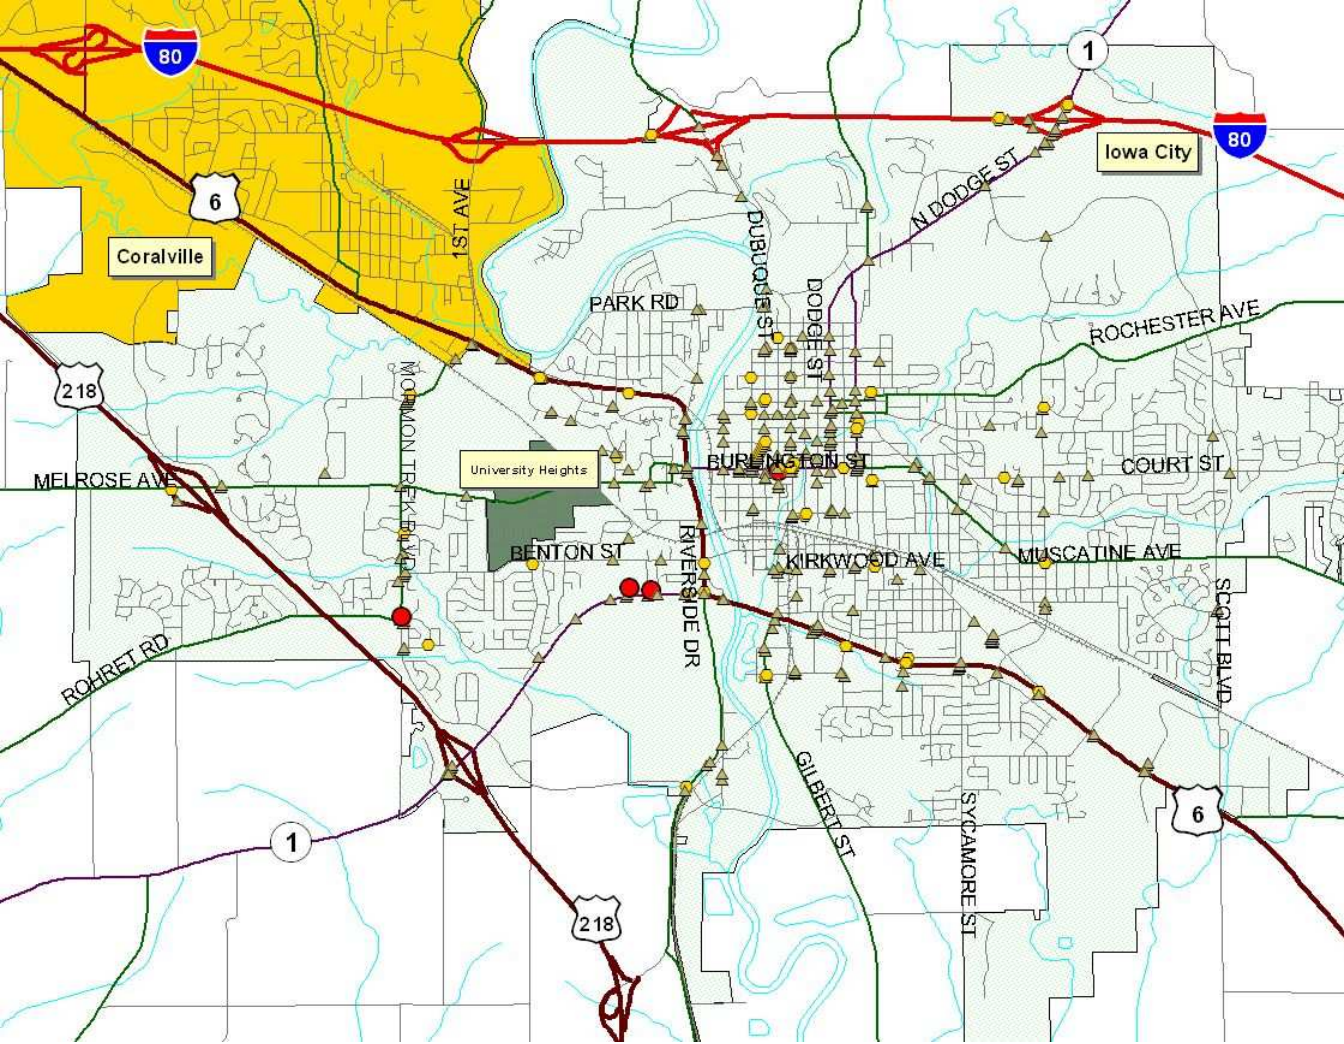 80
1
Iowa City
80
6
1ST AVE
N DODGE ST
Coralville
DUBUQUE ST
PARK RD
DODGE ST
ROCHESTER AVE
218
MORMON TREK BLVD
MELROSE AVE
University Heights
BURLINGTON ST
COURT ST
BENTON ST
RIVERSIDE DR
KIRKWOOD AVE
MUSCATINE AVE
SCOTT BLVD
ROHRET RD
GILBERT ST
SYCAMORE ST
6
1
218